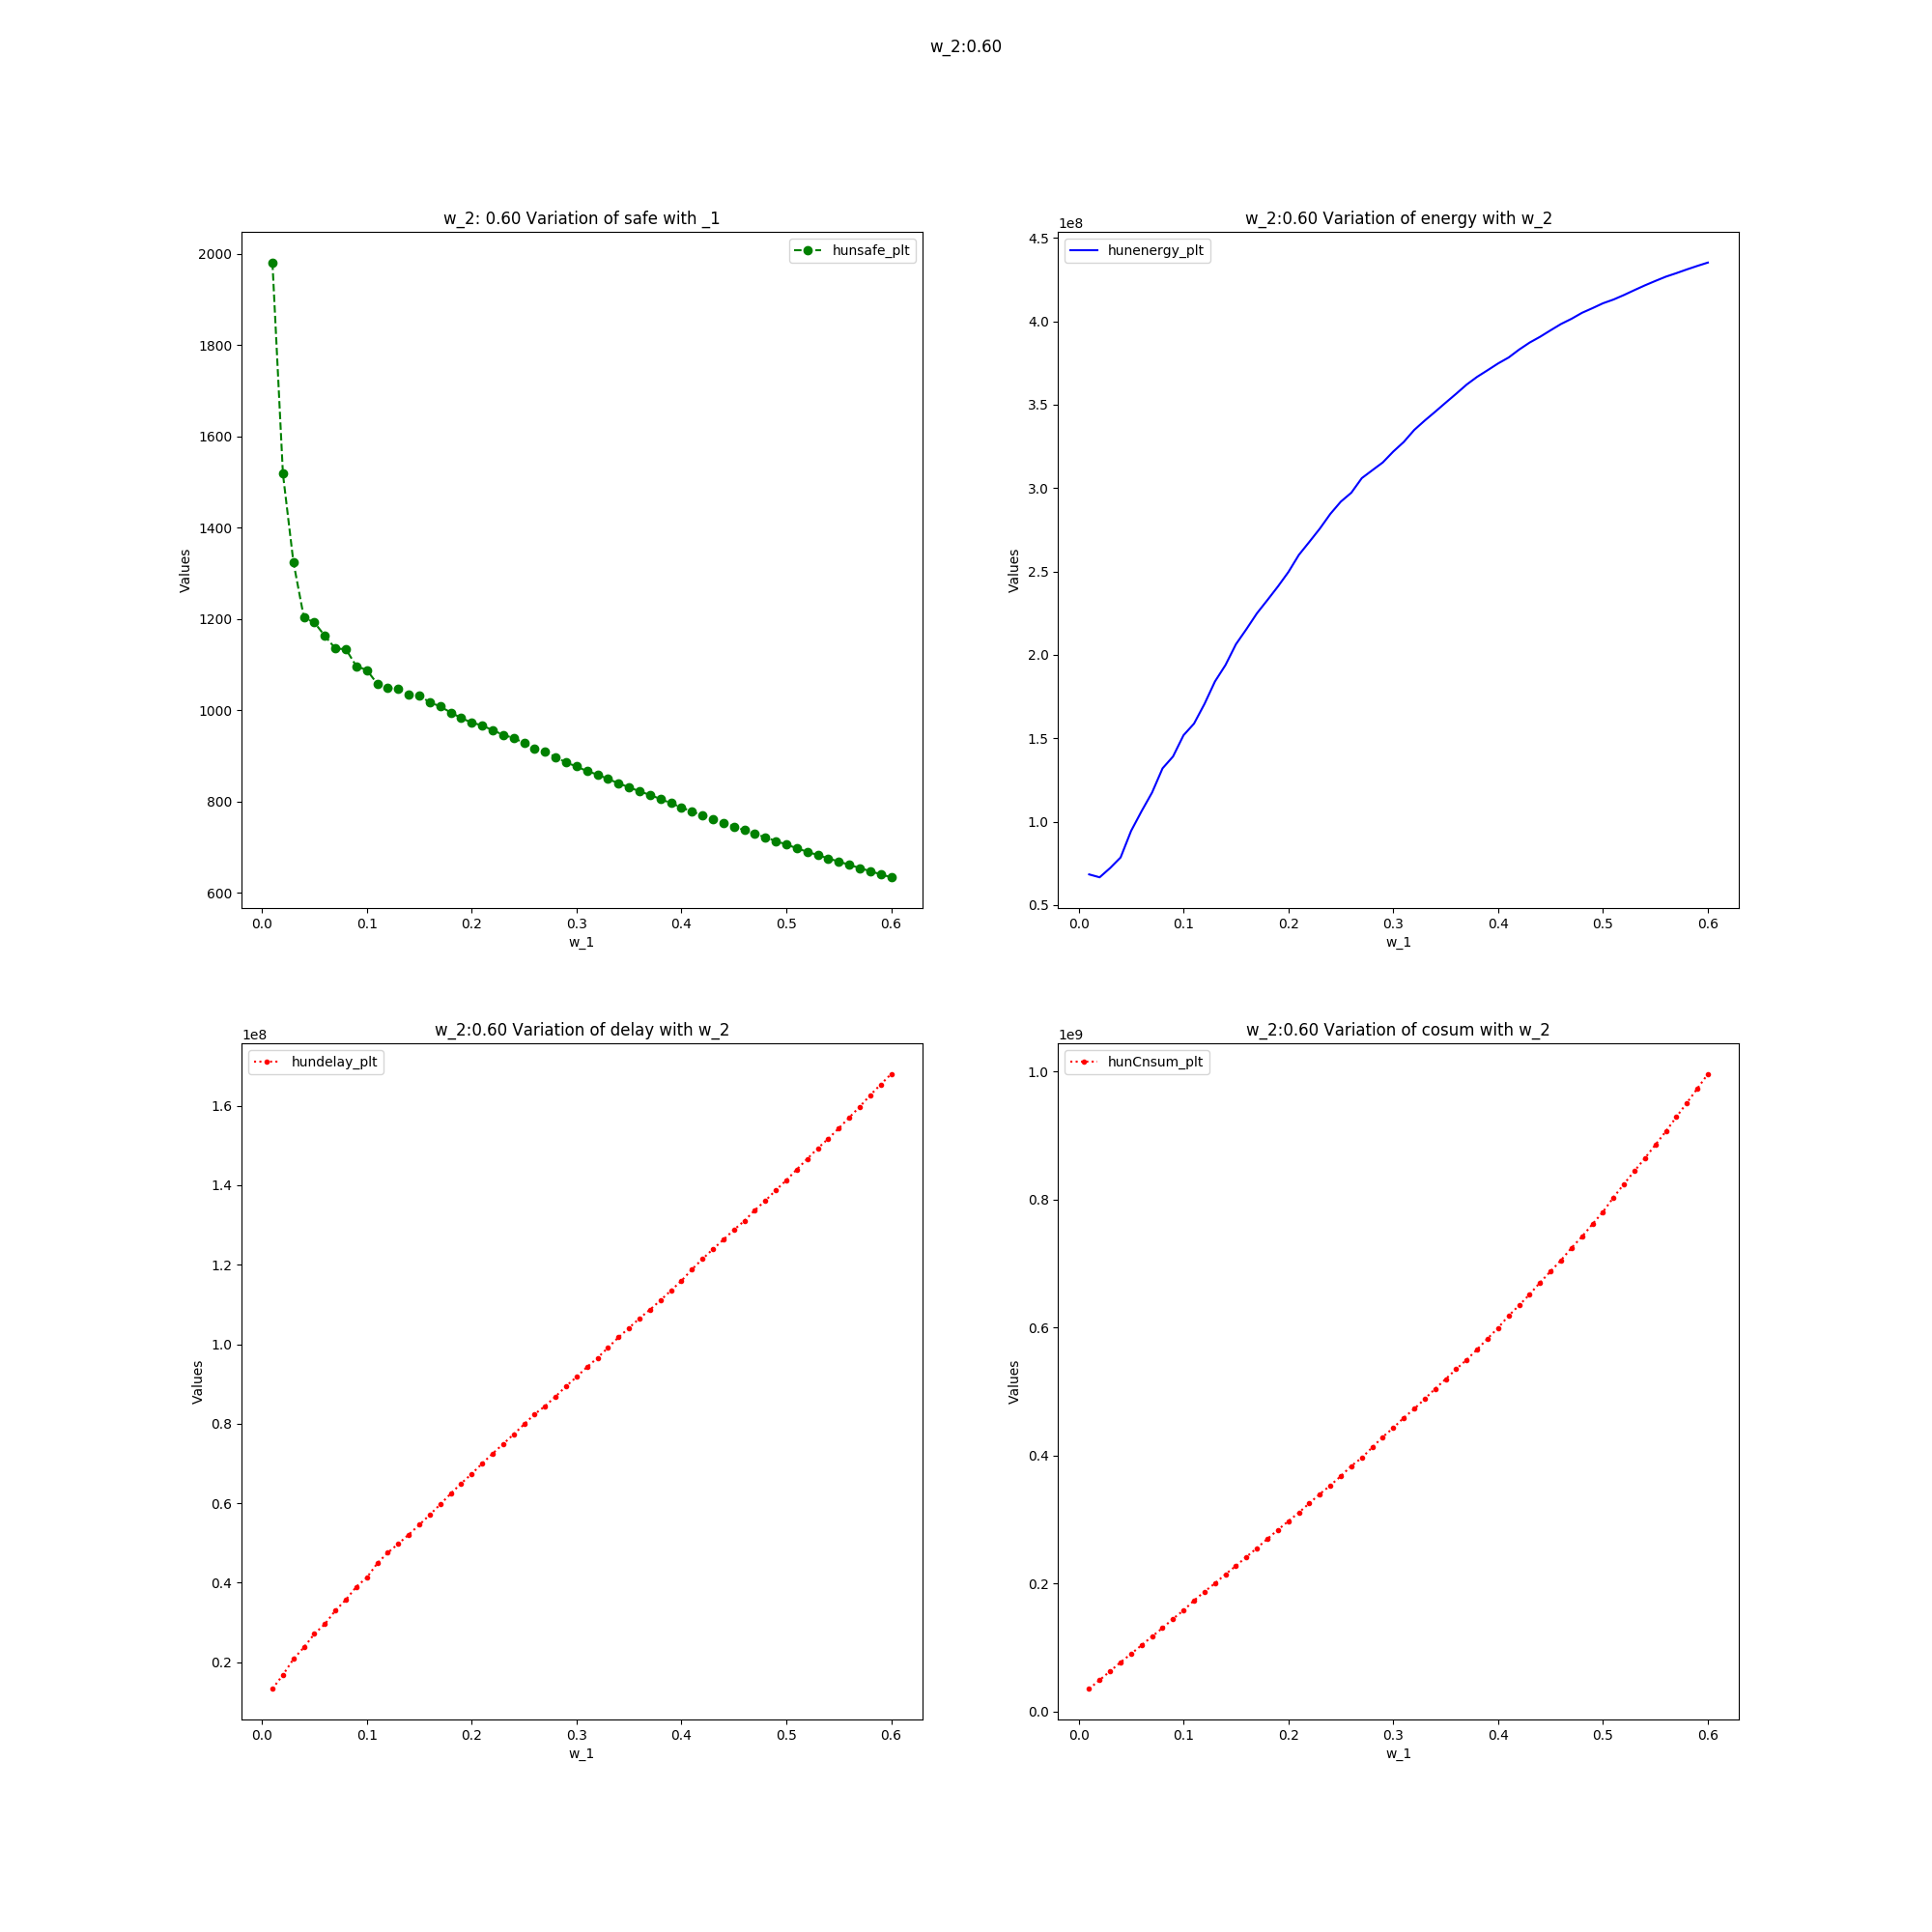 w_2:0.60
w_2: 0.60 Variation of safe with _1
hunsafe_plt
Values
2000
1800
1600
1400
1200
1000
800
600
0.0 0.1 0.2 0.3 0.4 0.5 0.6
w_1
w_2:0.60 Variation of energy with w_2
1e8
hunenergy_plt
Values
4.5
4.0
3.5
3.0
2.5
2.0
1.5
1.0
0.5
0.0 0.1 0.2 0.3 0.4 0.5 0.6
w_1
w_2:0.60 Variation of delay with w_2
1e8
hundelay_plt
Values
1.6
1.4
1.2
1.0
0.8
0.6
0.4
0.2
0.0 0.1 0.2 0.3 0.4 0.5 0.6
w_1
w_2:0.60 Variation of cosum with w_2
1e9
hunCnsum_plt
Values
1.0
0.8
0.6
0.4
0.2
0.0
0.0 0.1 0.2 0.3 0.4 0.5 0.6
w_1